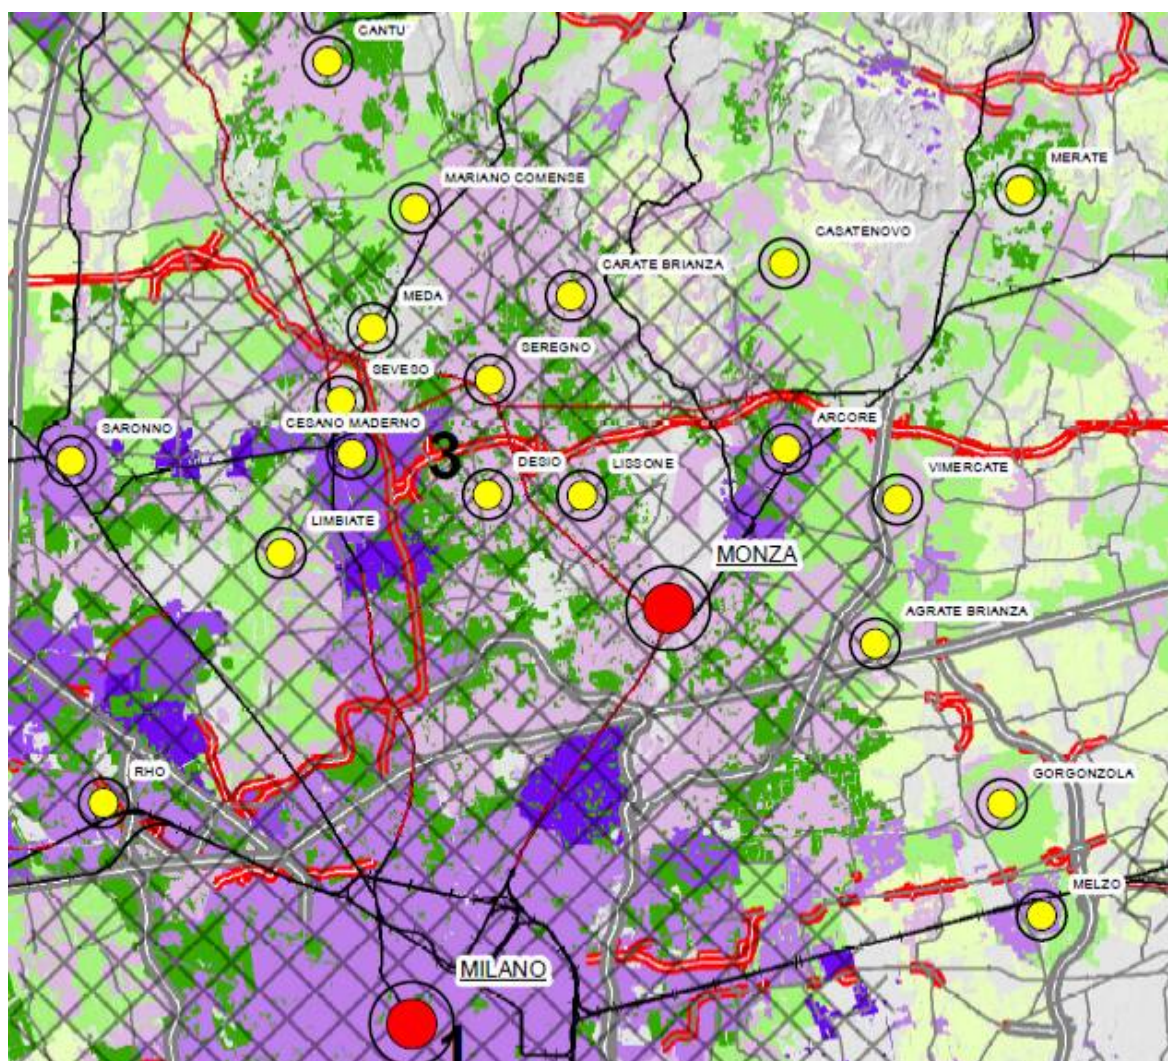 CANTU'
MERATE
MARIANO COMENSE
CASATENOVO
CARATE BRIANZA
MEDA
SEREGNO
SEVESO
CESANO MADERNO
ARCORE
SARONNO
3
DESIO
LISSONE
VIMERCATE
LIMBIATE
MONZA
AGRATE BRIANZA
RHO
GORGONZOLA
MELZO
MILANO
1